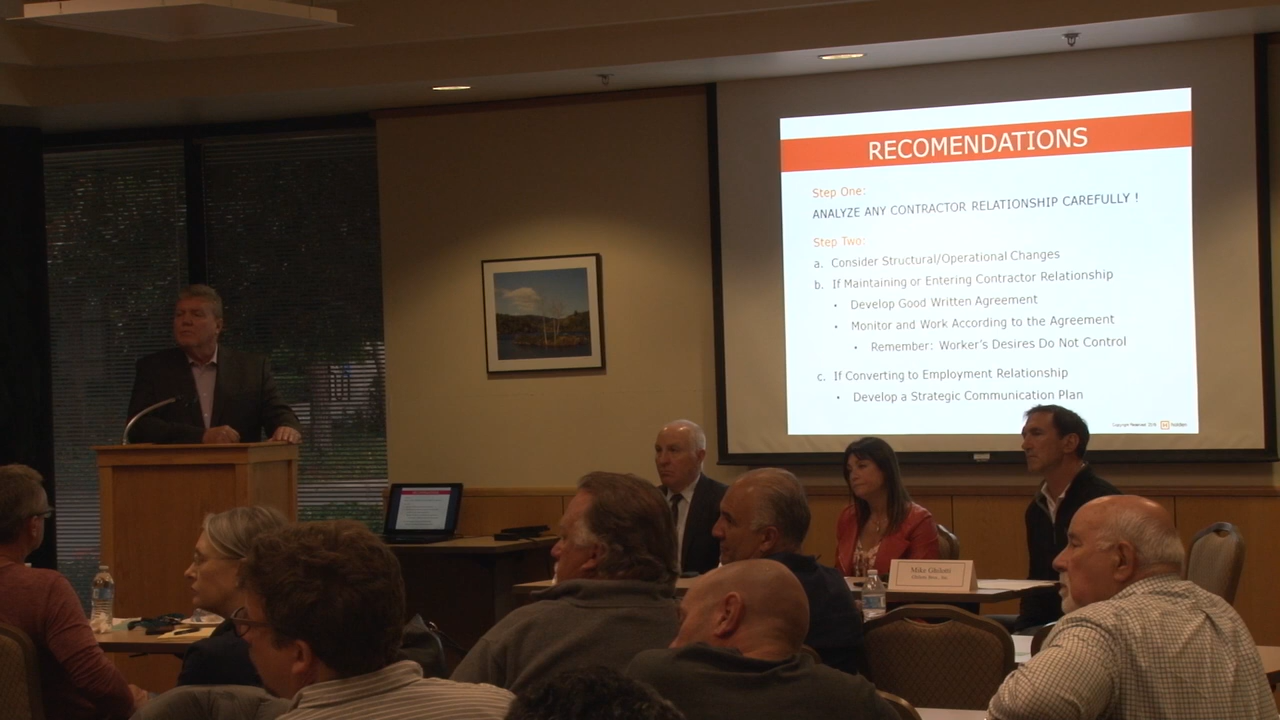 RECOMENDATIONS
Step One:
ANALYZE ANY CONTRACTOR RELATIONSHIP CAREFULLY !
Step Two:
a. Consider Structural/Operational Changes
b. If Maintaining or Entering Contractor Relationship
• Develop Good Written Agreement
• Monitor and Work According to the Agreement
• Remember: Worker's Desires Do Not Control
c. If Converting to Employment Relationship
• Develop a Strategic Communication Plan
Mike Ghilotti